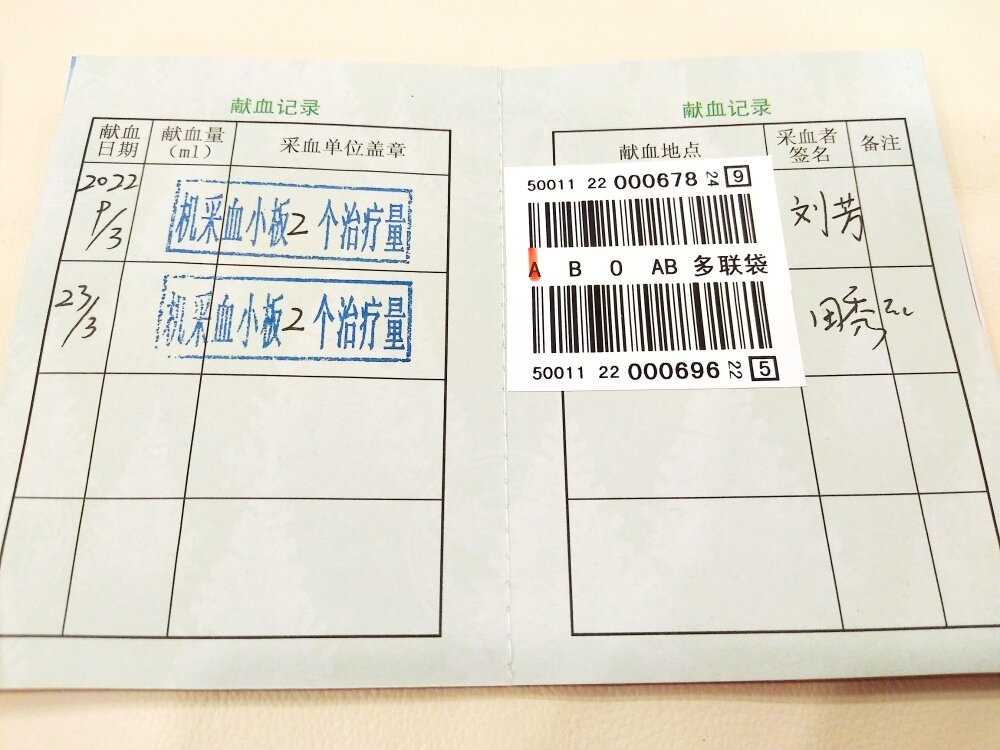 献血记录
献血日期 献血量(ml) 采血单位盖章
2022 9/3 机采血小板2个治疗量
23/3 机采血小板2个治疗量
献血记录
献血地点 采血者签名 备注
50011 22 000678 24 9
刘芳
A B O AB 多联袋
50011 22 000696 22 5